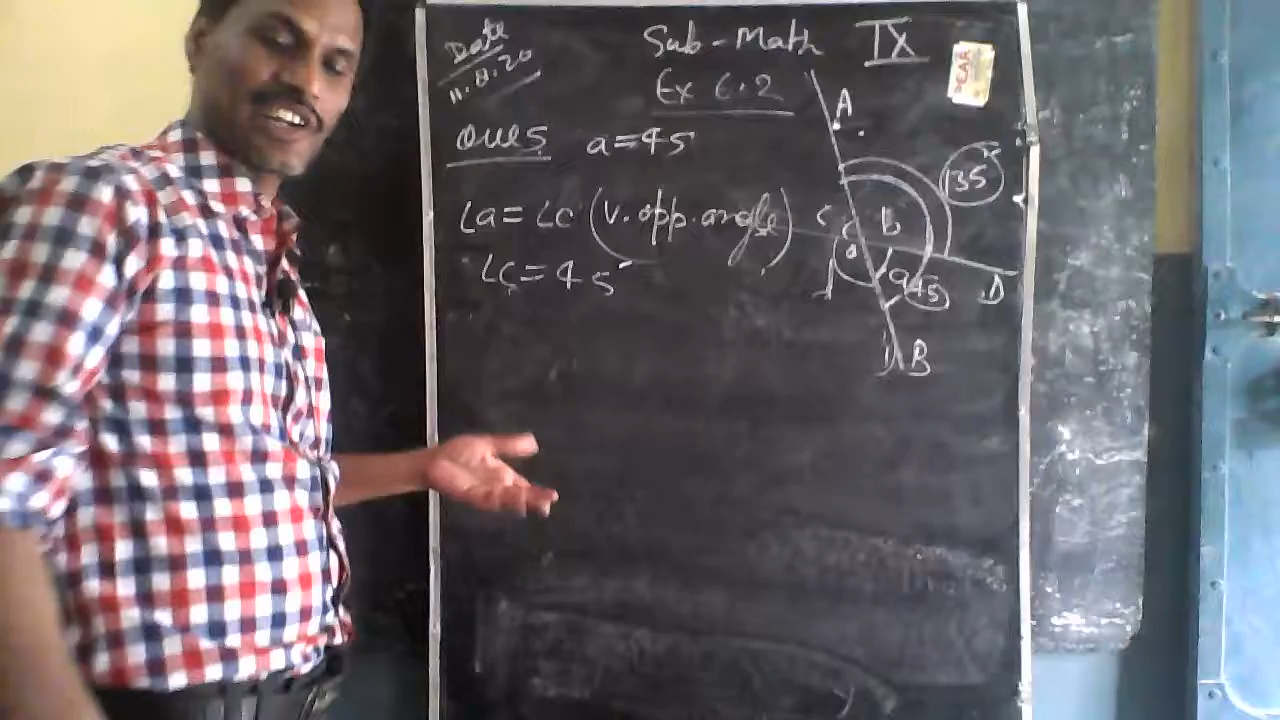 Date
11.8.20
Sub - Math IX
Ex 6.2
Ques a=45
∠a=∠c (V. opp. angle)
∠c = 45°
A
135°
c b
d a 45
D
B